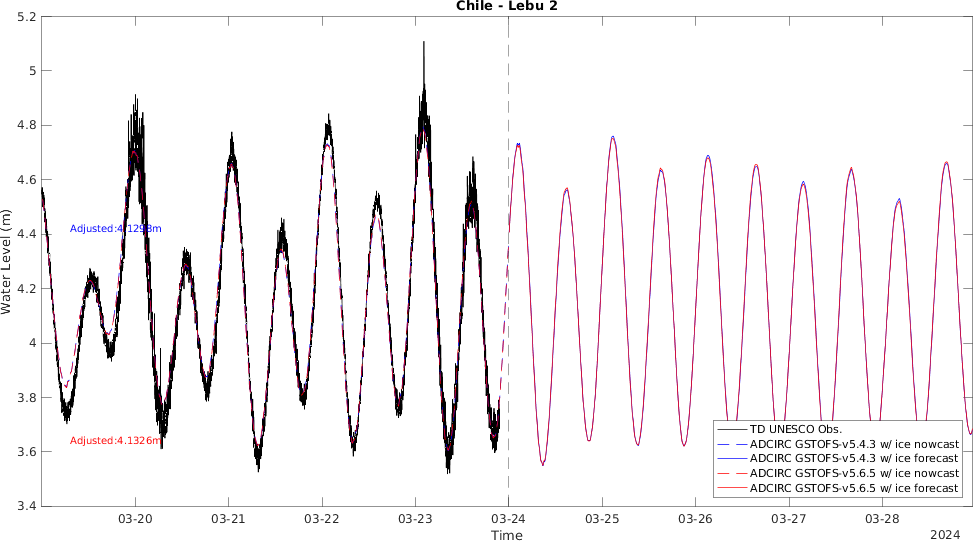 Chile - Lebu 2
5.2
5
4.8
4.6
4.4
4.2
4
3.8
3.6
3.4
Water Level (m)
Adjusted:4.1293m
Adjusted:4.1326m
TD UNESCO Obs.
ADCIRC GSTOFS-v5.4.3 w/ ice nowcast
ADCIRC GSTOFS-v5.4.3 w/ ice forecast
ADCIRC GSTOFS-v5.6.5 w/ ice nowcast
ADCIRC GSTOFS-v5.6.5 w/ ice forecast
03-20 03-21 03-22 03-23 03-24 03-25 03-26 03-27 03-28
Time
2024